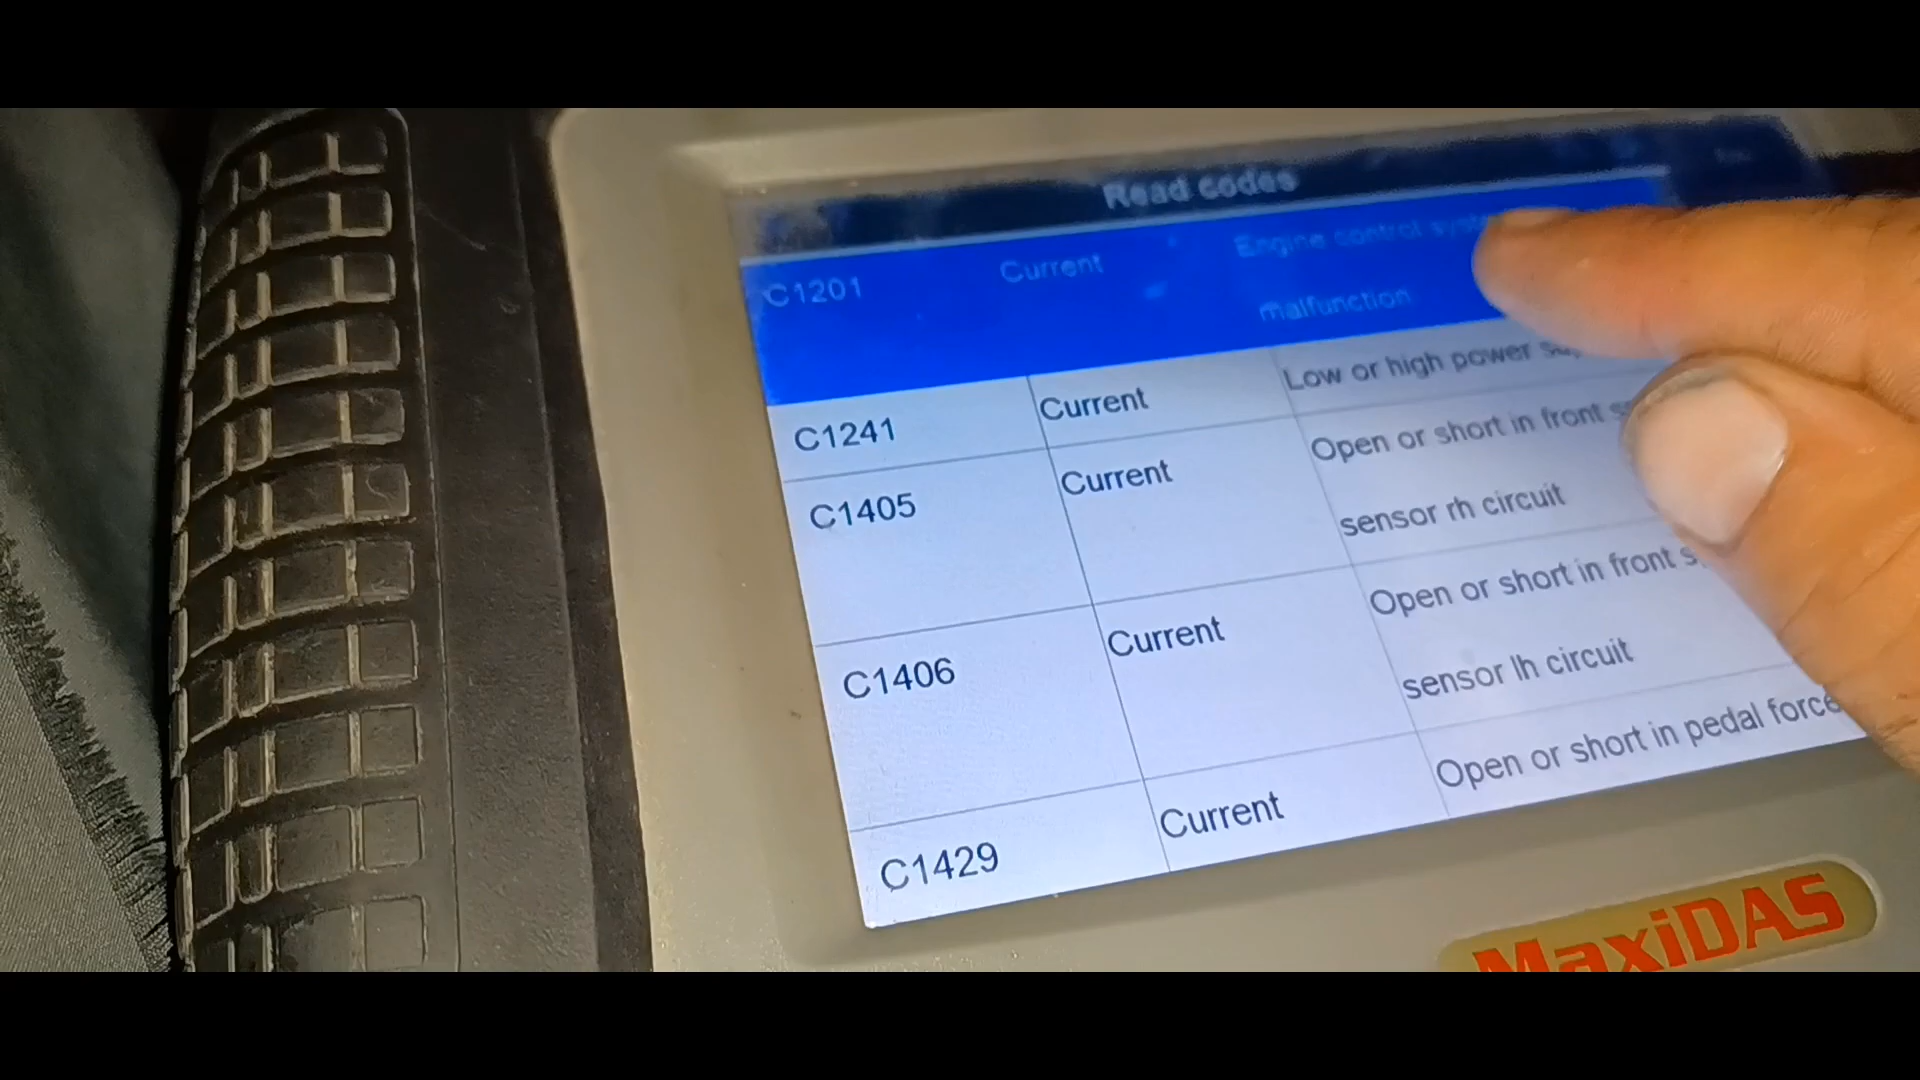 Read codes
C1201 Current Engine control
malfunction
C1241 Current Low or high power
C1405 Current Open or short in front
sensor rh circuit
C1406 Current Open or short in front
sensor lh circuit
C1429 Current Open or short in pedal force
MaxiDAS